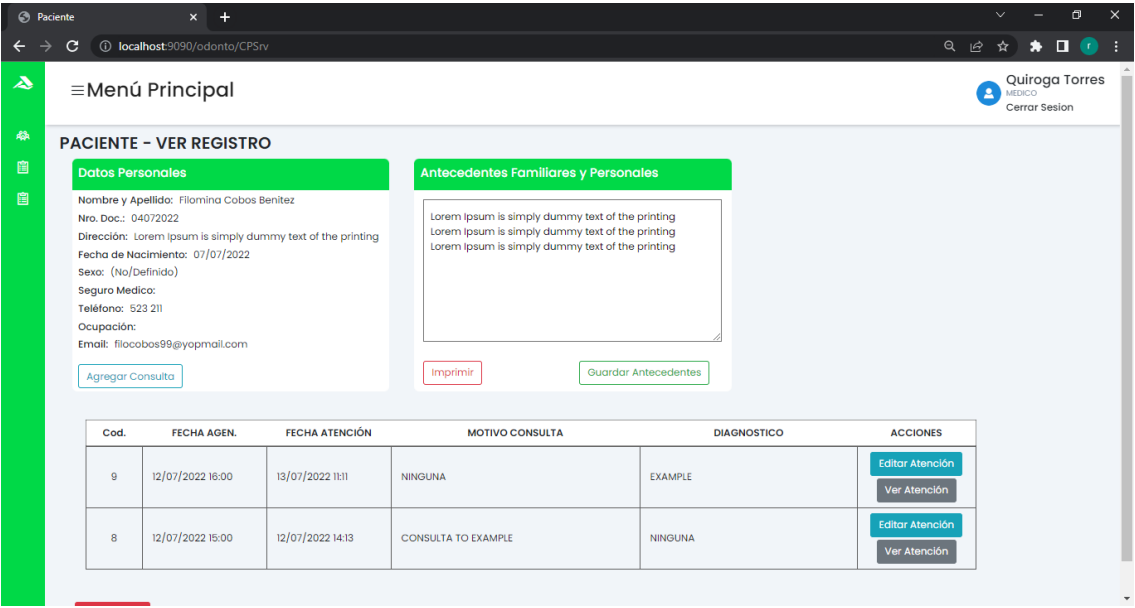 Paciente
localhost:9090/odonto/CPSrv
r
≡Menú Principal
Quiroga Torres
MEDICO
Cerrar Sesion
PACIENTE - VER REGISTRO
Datos Personales
Nombre y Apellido: Filomina Cobos Benitez
Nro. Doc.: 04072022
Dirección: Lorem Ipsum is simply dummy text of the printing
Fecha de Nacimiento: 07/07/2022
Sexo: (No/Definido)
Seguro Medico:
Teléfono: 523 211
Ocupación:
Email: filocobos99@yopmail.com
Agregar Consulta
Antecedentes Familiares y Personales
Lorem Ipsum is simply dummy text of the printing
Lorem Ipsum is simply dummy text of the printing
Lorem Ipsum is simply dummy text of the printing
Imprimir Guardar Antecedentes
Cod. FECHA AGEN. FECHA ATENCIÓN MOTIVO CONSULTA DIAGNOSTICO ACCIONES
9 12/07/2022 16:00 13/07/2022 11:11 NINGUNA EXAMPLE Editar Atención
Ver Atención
8 12/07/2022 15:00 12/07/2022 14:13 CONSULTA TO EXAMPLE NINGUNA Editar Atención
Ver Atención